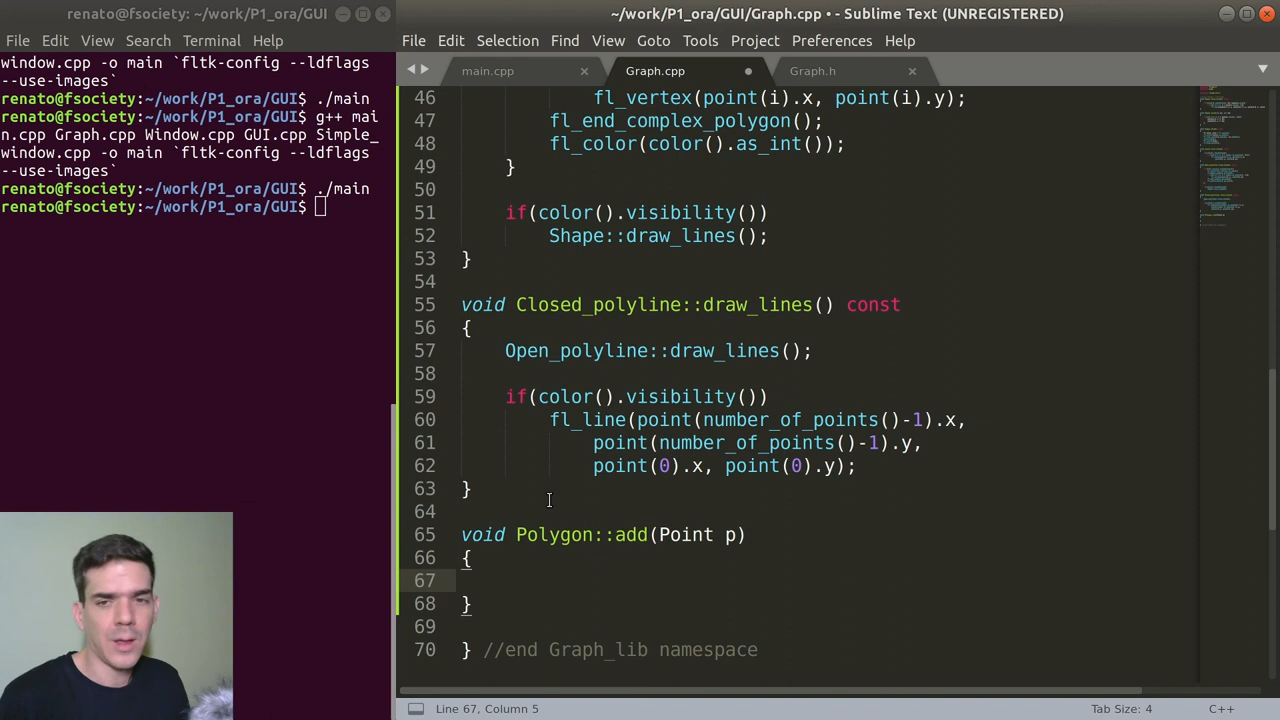 renato@fsociety: ~/work/P1_ora/GUI
File Edit View Search Terminal Help
window.cpp -o main `fltk-config --ldflags
--use-images`
renato@fsociety:~/work/P1_ora/GUI$ ./main
renato@fsociety:~/work/P1_ora/GUI$ g++ mai
n.cpp Graph.cpp Window.cpp GUI.cpp Simple_
window.cpp -o main `fltk-config --ldflags
--use-images`
renato@fsociety:~/work/P1_ora/GUI$ ./main
renato@fsociety:~/work/P1_ora/GUI$
~/work/P1_ora/GUI/Graph.cpp • - Sublime Text (UNREGISTERED)
File Edit Selection Find View Goto Tools Project Preferences Help
main.cpp Graph.cpp Graph.h
46 fl_vertex(point(i).x, point(i).y);
47 fl_end_complex_polygon();
48 fl_color(color().as_int());
49 }
50
51 if(color().visibility())
52 Shape::draw_lines();
53 }
54
55 void Closed_polyline::draw_lines() const
56 {
57 Open_polyline::draw_lines();
58
59 if(color().visibility())
60 fl_line(point(number_of_points()-1).x,
61 point(number_of_points()-1).y,
62 point(0).x, point(0).y);
63 }
64
65 void Polygon::add(Point p)
66 {
67
68 }
69
70 } //end Graph_lib namespace
Line 67, Column 5 Tab Size: 4 C++